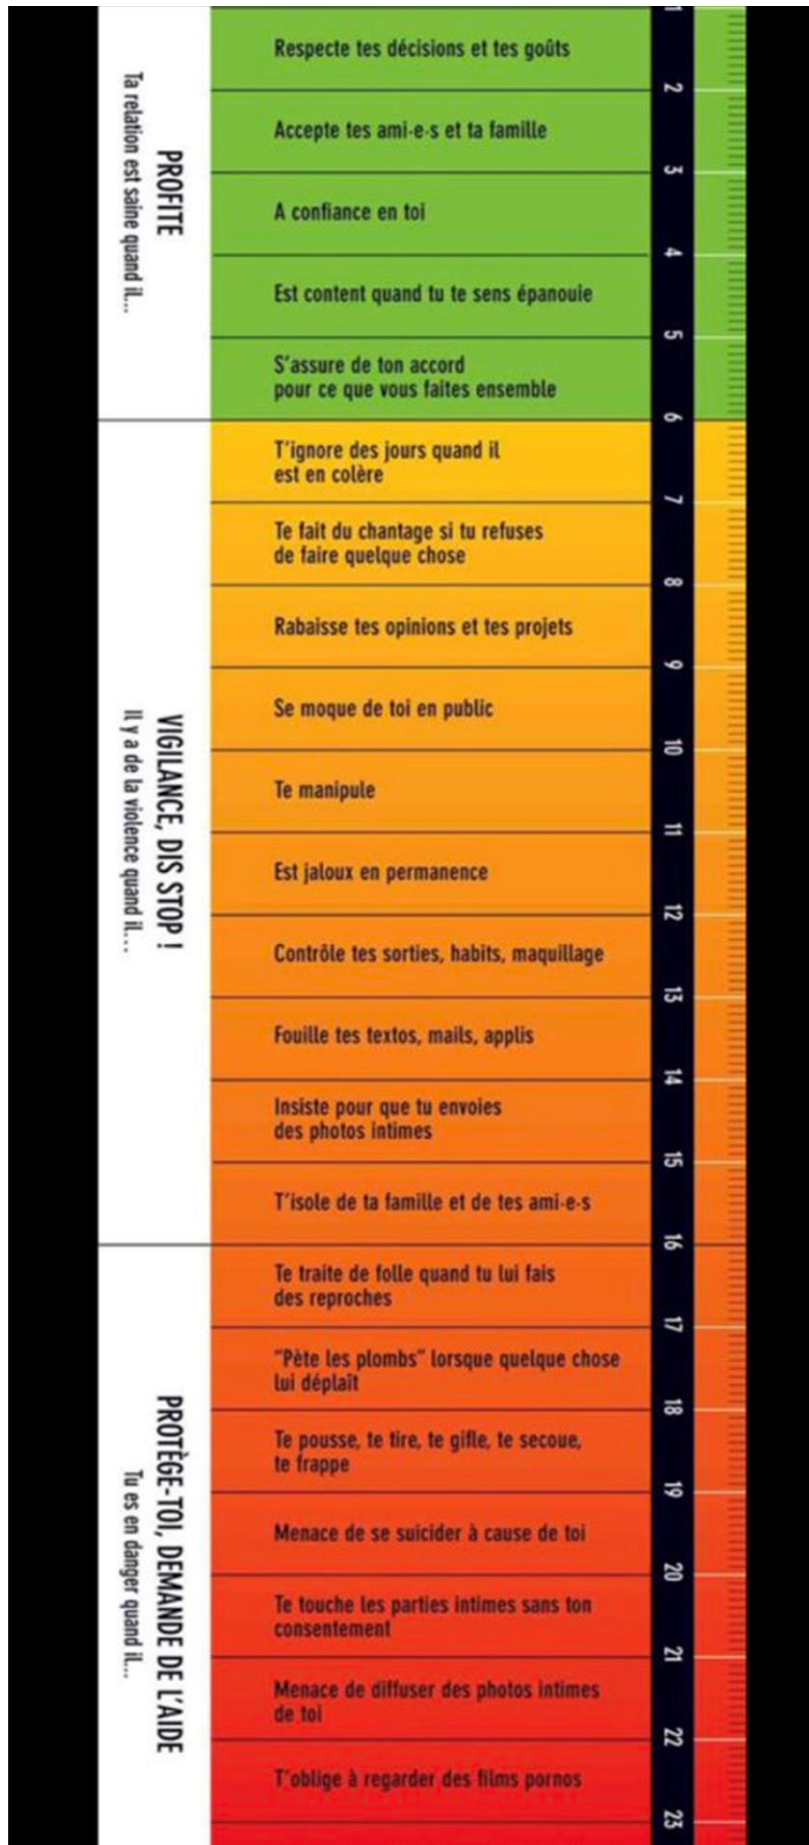 PROFITE
Ta relation est saine quand il...
1
Respecte tes décisions et tes goûts
2
Accepte tes ami-e-s et ta famille
3
A confiance en toi
4
Est content quand tu te sens épanouie
5
S'assure de ton accord
pour ce que vous faites ensemble
6
VIGILANCE, DIS STOP !
Il y a de la violence quand il...
T'ignore des jours quand il
est en colère
7
Te fait du chantage si tu refuses
de faire quelque chose
8
Rabaisse tes opinions et tes projets
9
Se moque de toi en public
10
Te manipule
11
Est jaloux en permanence
12
Contrôle tes sorties, habits, maquillage
13
Fouille tes textos, mails, applis
14
Insiste pour que tu envoies
des photos intimes
15
T'isole de ta famille et de tes ami-e-s
16
PROTÈGE-TOI, DEMANDE DE L'AIDE
Tu es en danger quand il...
Te traite de folle quand tu lui fais
des reproches
17
"Pète les plombs" lorsque quelque chose
lui déplaît
18
Te pousse, te tire, te gifle, te secoue,
te frappe
19
Menace de se suicider à cause de toi
20
Te touche les parties intimes sans ton
consentement
21
Menace de diffuser des photos intimes
de toi
22
T'oblige à regarder des films pornos
23